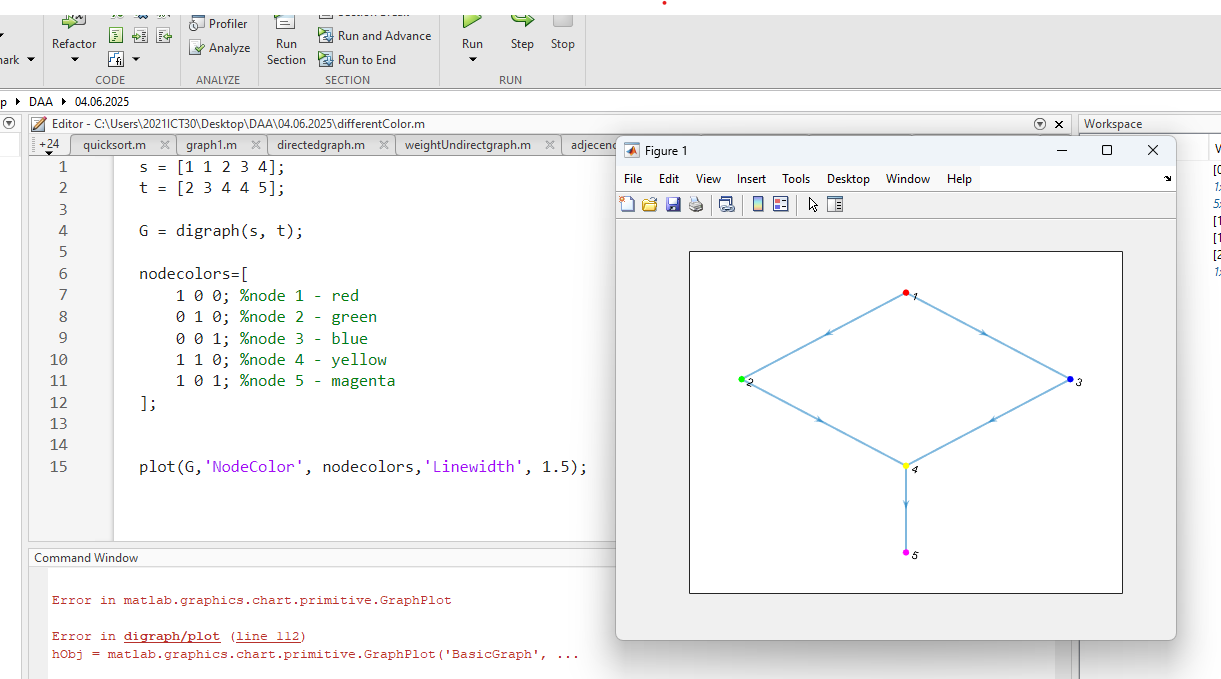 Refactor
Profiler
Analyze
Run
Section
Run and Advance
Run to End
Run
Step
Stop
CODE
ANALYZE
SECTION
RUN
DAA
04.06.2025
Editor - C:\Users\2021ICT30\Desktop\DAA\04.06.2025\differentColor.m
Workspace
+24
quicksort.m
graph1.m
directedgraph.m
weightUndirectgraph.m
1 s = [1 1 2 3 4];
2 t = [2 3 4 4 5];
3
4 G = digraph(s, t);
5
6 nodecolors=[
7 1 0 0; %node 1 - red
8 0 1 0; %node 2 - green
9 0 0 1; %node 3 - blue
10 1 1 0; %node 4 - yellow
11 1 0 1; %node 5 - magenta
12 ];
13
14
15 plot(G,'NodeColor', nodecolors,'Linewidth', 1.5);
Figure 1
File Edit View Insert Tools Desktop Window Help
1
2
3
4
5
Command Window
Error in matlab.graphics.chart.primitive.GraphPlot
Error in digraph/plot (line 112)
hObj = matlab.graphics.chart.primitive.GraphPlot('BasicGraph', ...